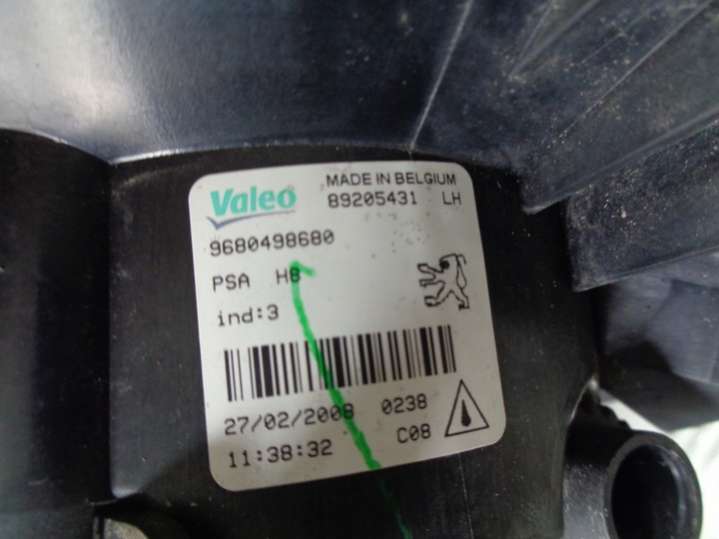 Valeo MADE IN BELGIUM
89205431 LH
9680498680
PSA H8
ind:3
27/02/2008 0238
11:38:32 C08